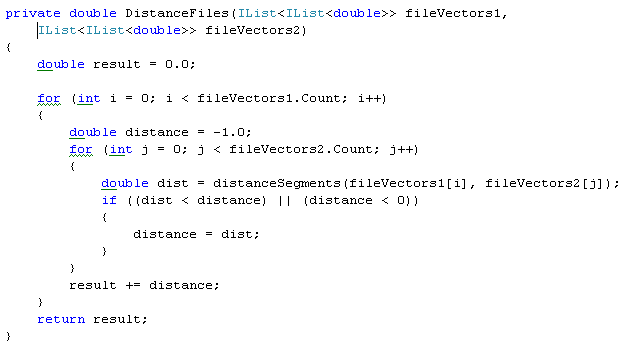 private double DistanceFiles(IList<IList<double>> fileVectors1,
    IList<IList<double>> fileVectors2)
{
    double result = 0.0;

    for (int i = 0; i < fileVectors1.Count; i++)
    {
        double distance = -1.0;
        for (int j = 0; j < fileVectors2.Count; j++)
        {
            double dist = distanceSegments(fileVectors1[i], fileVectors2[j]);
            if ((dist < distance) || (distance < 0))
            {
                distance = dist;
            }
        }
        result += distance;
    }
    return result;
}